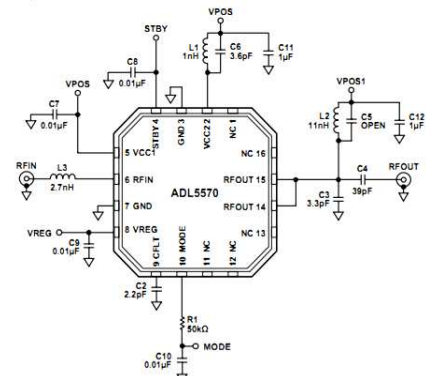 STBY
VPOS
C8
0.01µF
L1
1nH
C6
3.6pF
C11
1µF
VPOS
C7
0.01µF
VPOS1
L2
11nH
C5
OPEN
C12
1µF
STBY 4
GND 3
VCC2 2
NC 1
5 VCC1
NC 16
RFIN
L3
2.7nH
6 RFIN
ADL5570
RFOUT 15
C4
39pF
RFOUT
7 GND
RFOUT 14
C3
3.3pF
VREG
8 VREG
NC 13
C9
0.01µF
9 CFLT
10 MODE
11 NC
12 NC
C2
2.2pF
R1
50kΩ
MODE
C10
0.01µF